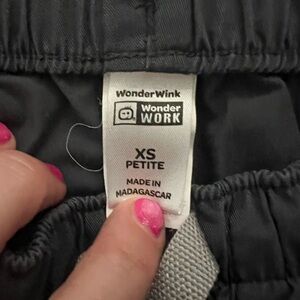 WonderWink
Wonder
WORK
XS
PETITE
MADE IN
MADAGASCAR